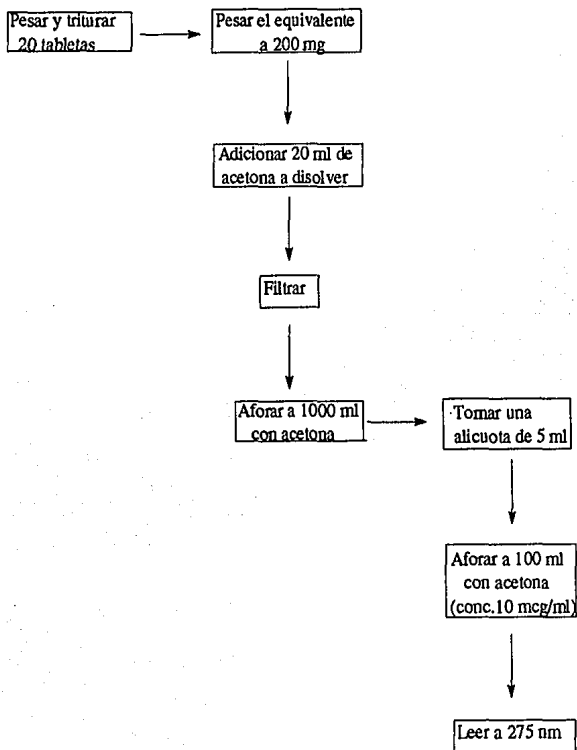 Pesar y triturar
20 tabletas
Pesar el equivalente
a 200 mg
Adicionar 20 ml de
acetona a disolver
Filtrar
Aforar a 1000 ml
con acetona
Tomar una
alicuota de 5 ml
Aforar a 100 ml
con acetona
(conc.10 mcg/ml)
Leer a 275 nm